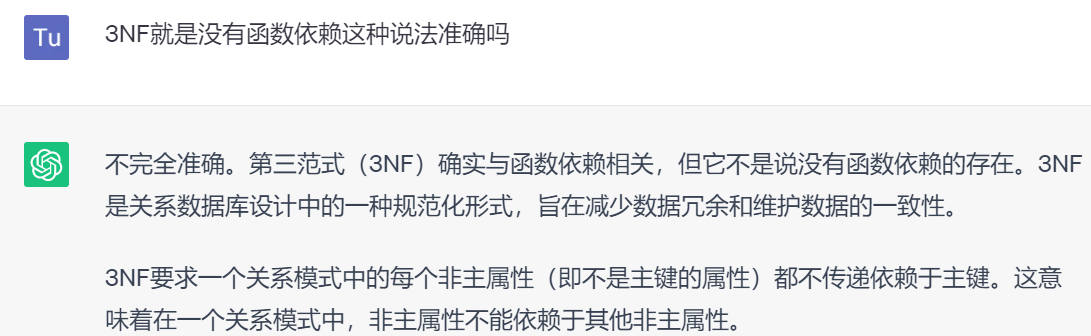 Tu
3NF就是没有函数依赖这种说法准确吗
不完全准确。第三范式（3NF）确实与函数依赖相关，但它不是说没有函数依赖的存在。3NF
是关系数据库设计中的一种规范化形式，旨在减少数据冗余和维护数据的一致性。
3NF要求一个关系模式中的每个非主属性（即不是主键的属性）都不传递依赖于主键。这意
味着在一个关系模式中，非主属性不能依赖于其他非主属性。